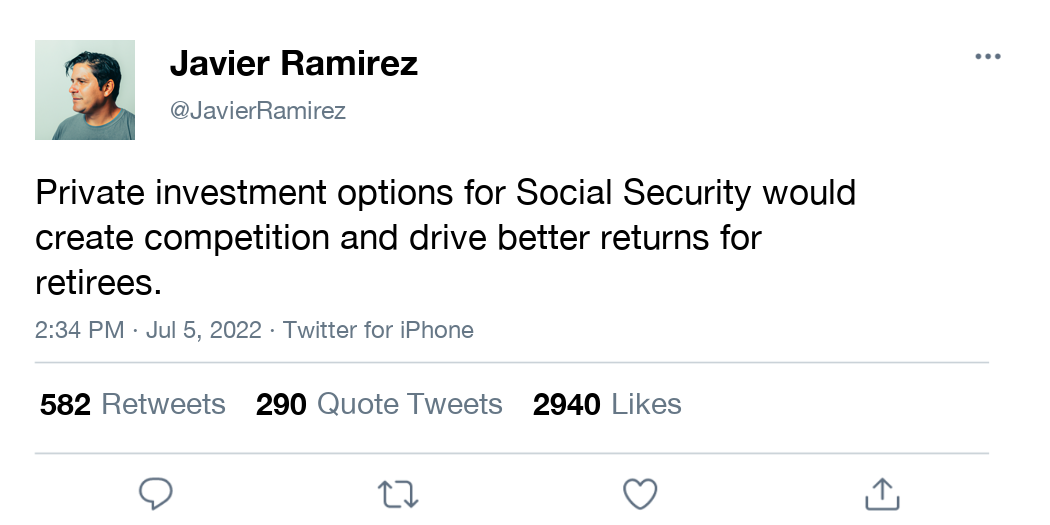 Javier Ramirez
@JavierRamirez
Private investment options for Social Security would
create competition and drive better returns for
retirees.
2:34 PM · Jul 5, 2022 · Twitter for iPhone
582 Retweets 290 Quote Tweets 2940 Likes